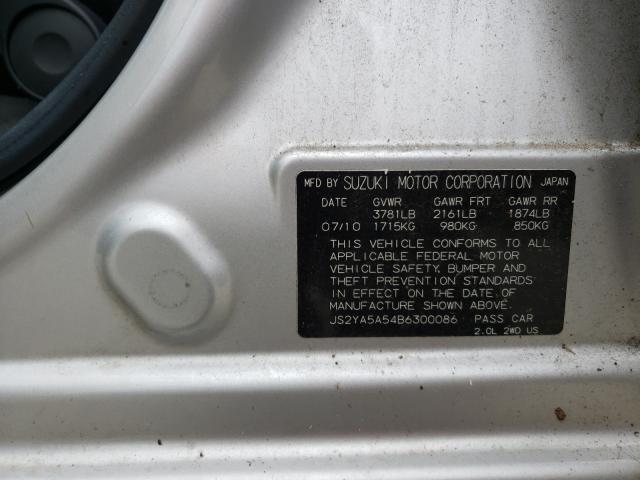 MFD BY SUZUKI MOTOR CORPORATION JAPAN
DATE GVWR GAWR FRT GAWR RR
3781LB 2161LB 1874LB
07/10 1715KG 980KG 850KG
THIS VEHICLE CONFORMS TO ALL
APPLICABLE FEDERAL MOTOR
VEHICLE SAFETY, BUMPER AND
THEFT PREVENTION STANDARDS
IN EFFECT ON THE DATE OF
MANUFACTURE SHOWN ABOVE.
JS2YA5A54B6300086 PASS CAR
2.0L 2WD US